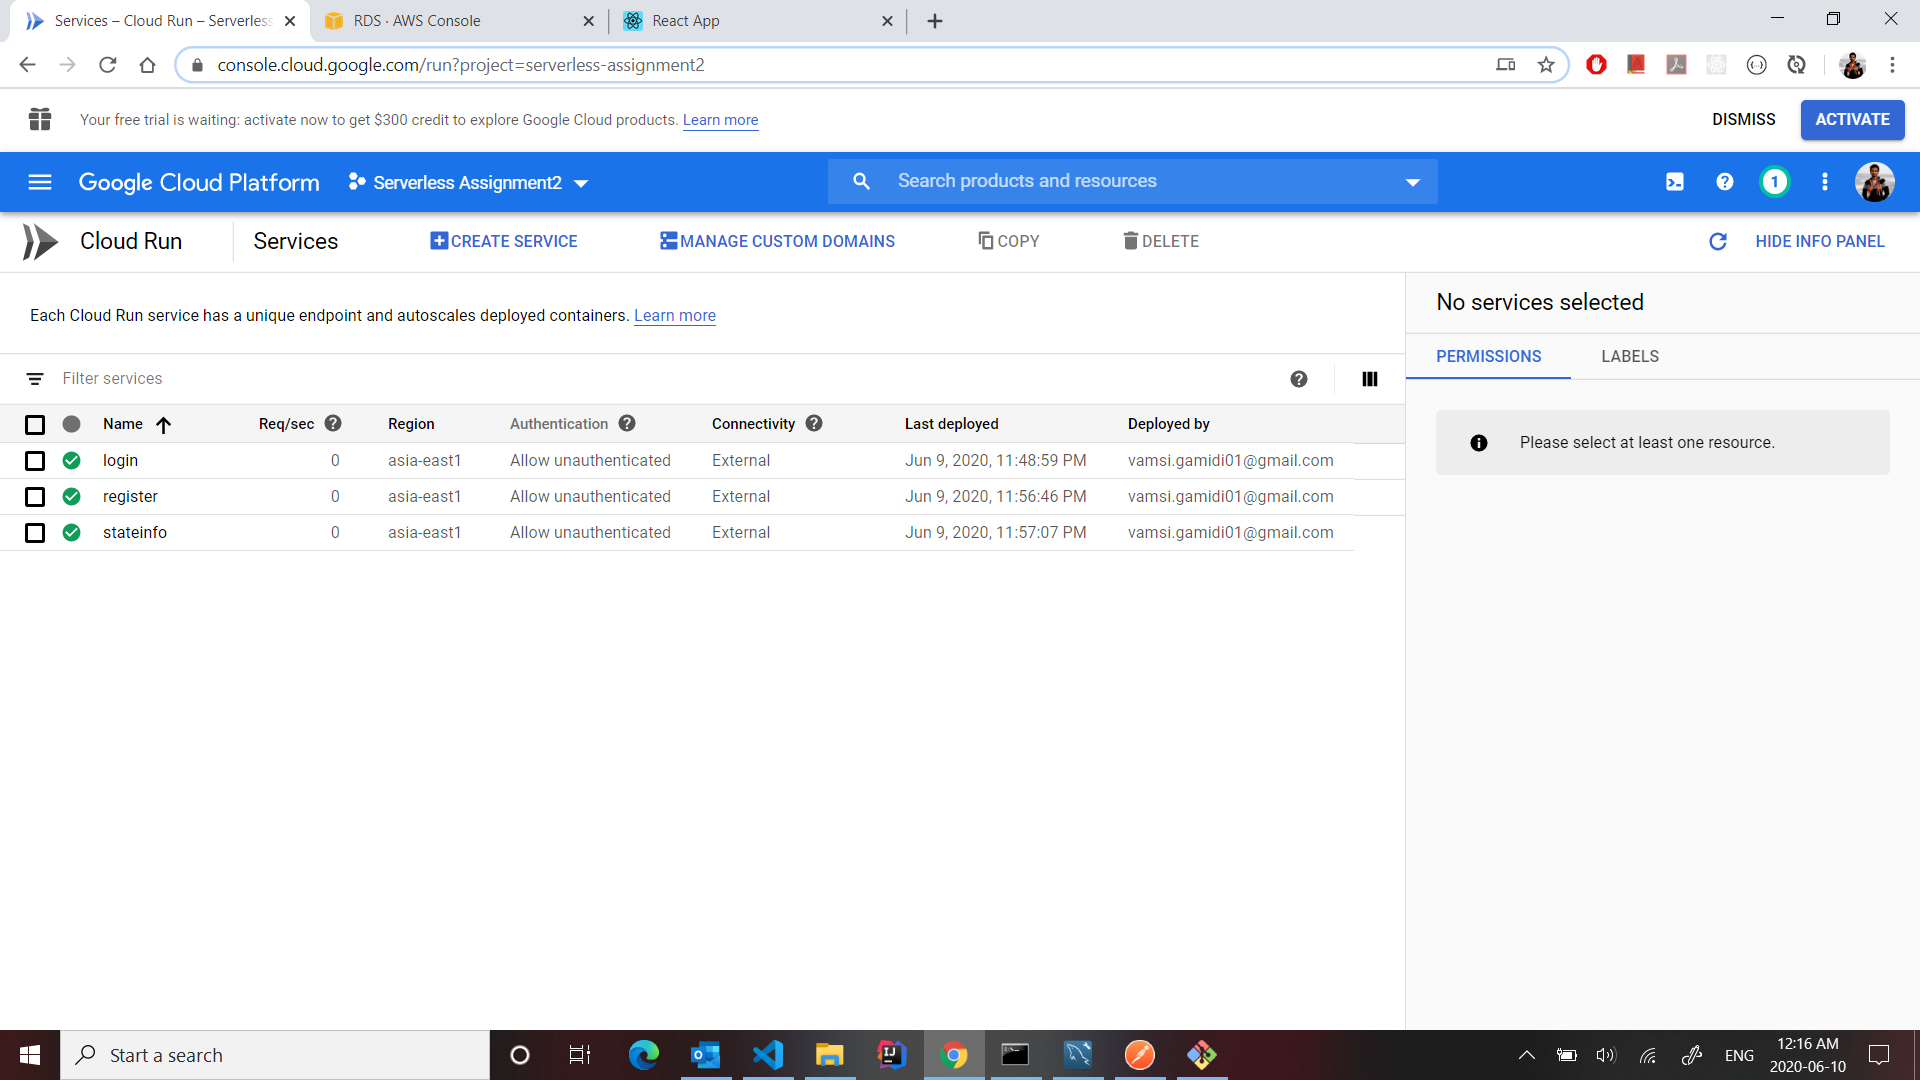 Services – Cloud Run – Serverless
RDS · AWS Console
React App
console.cloud.google.com/run?project=serverless-assignment2
Your free trial is waiting: activate now to get $300 credit to explore Google Cloud products. Learn more
DISMISS
ACTIVATE
Google Cloud Platform
Serverless Assignment2
Search products and resources
1
Cloud Run
Services
CREATE SERVICE
MANAGE CUSTOM DOMAINS
COPY
DELETE
HIDE INFO PANEL
Each Cloud Run service has a unique endpoint and autoscales deployed containers. Learn more
No services selected
PERMISSIONS
LABELS
Please select at least one resource.
Filter services
Name Req/sec Region Authentication Connectivity Last deployed Deployed by
login 0 asia-east1 Allow unauthenticated External Jun 9, 2020, 11:48:59 PM vamsi.gamidi01@gmail.com
register 0 asia-east1 Allow unauthenticated External Jun 9, 2020, 11:56:46 PM vamsi.gamidi01@gmail.com
stateinfo 0 asia-east1 Allow unauthenticated External Jun 9, 2020, 11:57:07 PM vamsi.gamidi01@gmail.com
Start a search
ENG
12:16 AM
2020-06-10